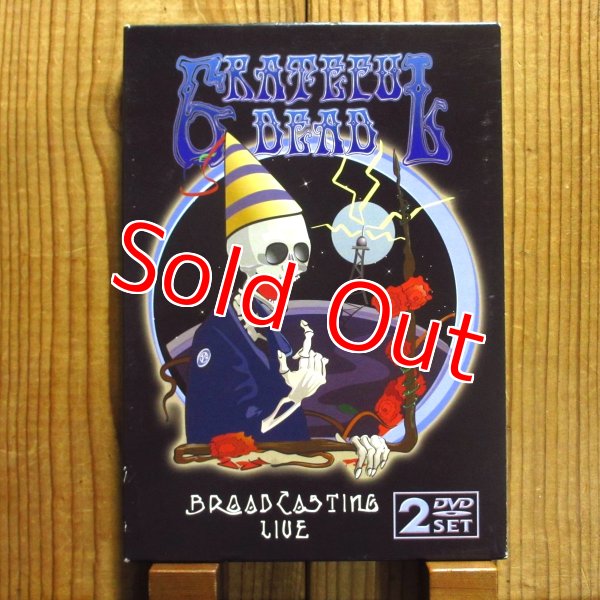 GRATEFUL
DEAD
Sold Out
BROADCASTING
LIVE
2 DVD
SET